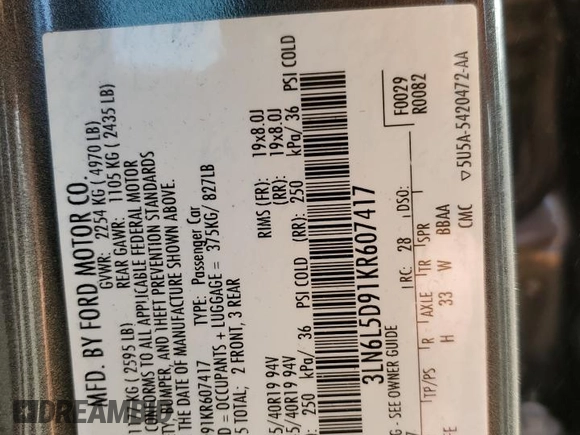 MFD. BY FORD MOTOR CO.
GVWR: 2254 KG ( 4970 LB)
KG ( 2595 LB) REAR GAWR: 1105 KG ( 2435 LB)
CONFORMS TO ALL APPLICABLE FEDERAL MOTOR
BUMPER, AND THEFT PREVENTION STANDARDS
THE DATE OF MANUFACTURE SHOWN ABOVE.
91KR607417 TYPE: Passenger Car
= OCCUPANTS + LUGGAGE = 375KG/ 827LB
5 TOTAL; 2 FRONT, 3 REAR
5/40R19 94V RIMS (FR): 19x8.0J
5/40R19 94V (RR): 19x8.0J
250 kPa/ 36 PSI COLD (RR): 250 kPa/ 36 PSI COLD
3LN6L5D91KR607417
- SEE OWNER GUIDE
RC: 28 DSO: F0029
R0082
TP/PS R AXLE TR SPR
H 33 W BBAA
CMC ▽5U5A-5420472-AA
DREAMBID